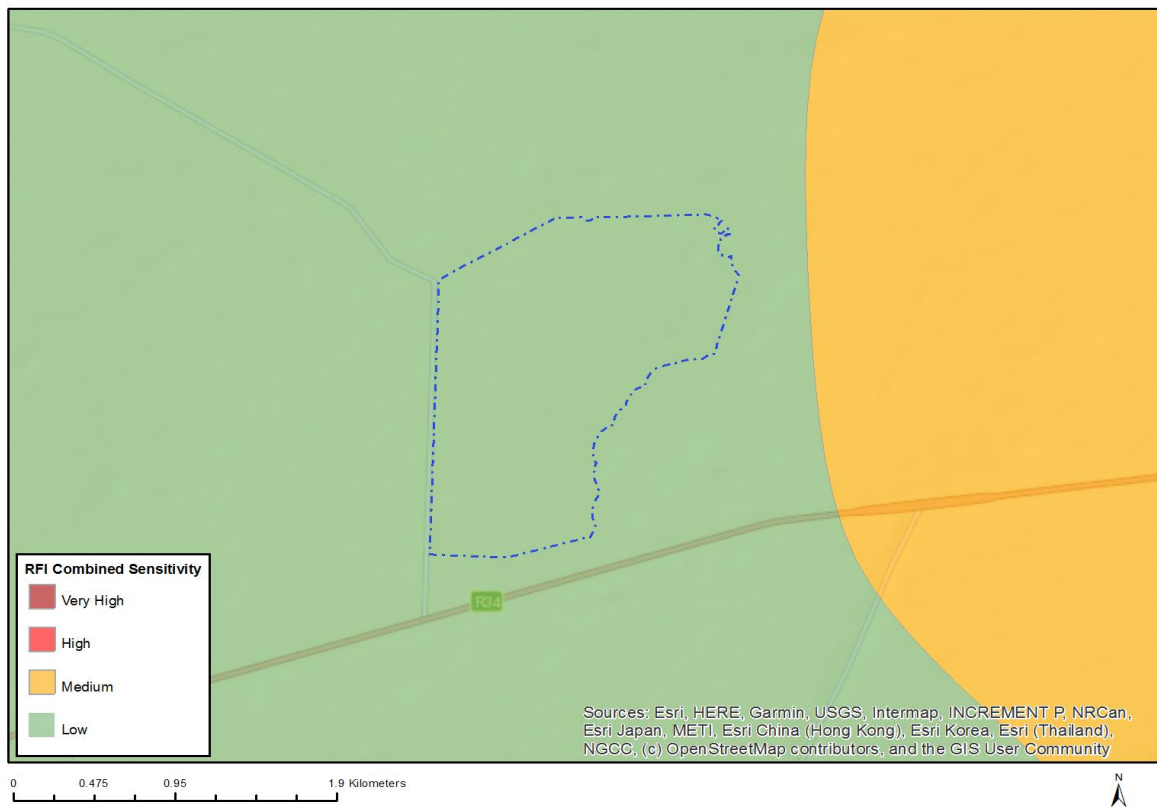 R34
RFI Combined Sensitivity
Very High
High
Medium
Low
Sources: Esri, HERE, Garmin, USGS, Intermap, INCREMENT P, NRCan,
Esri Japan, METI, Esri China (Hong Kong), Esri Korea, Esri (Thailand),
NGCC, (c) OpenStreetMap contributors, and the GIS User Community
0 0.475 0.95 1.9 Kilometers
N